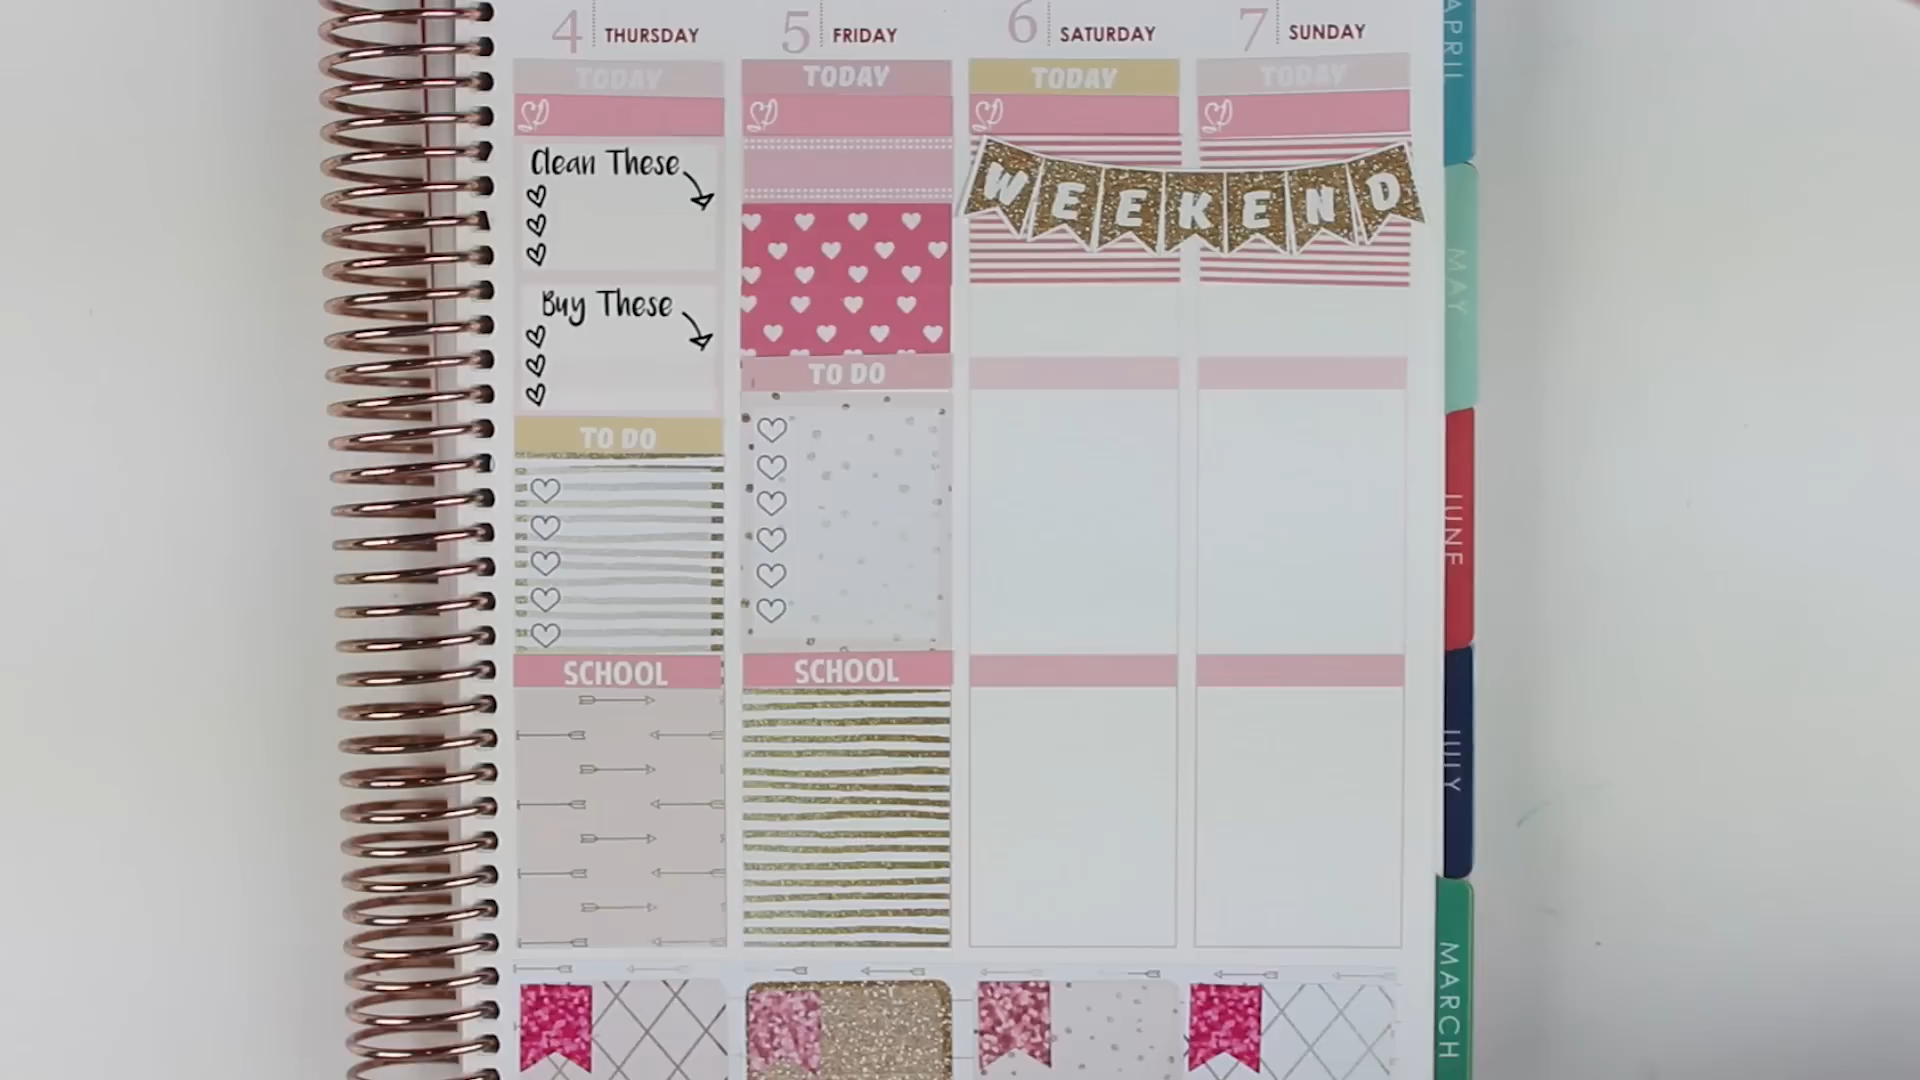 4 THURSDAY
5 FRIDAY
6 SATURDAY
7 SUNDAY
TODAY
TODAY
TODAY
TODAY
Clean These
Buy These
TO DO
SCHOOL
TO DO
SCHOOL
WEEKEND
APRIL
MAY
JUNE
JULY
MARCH